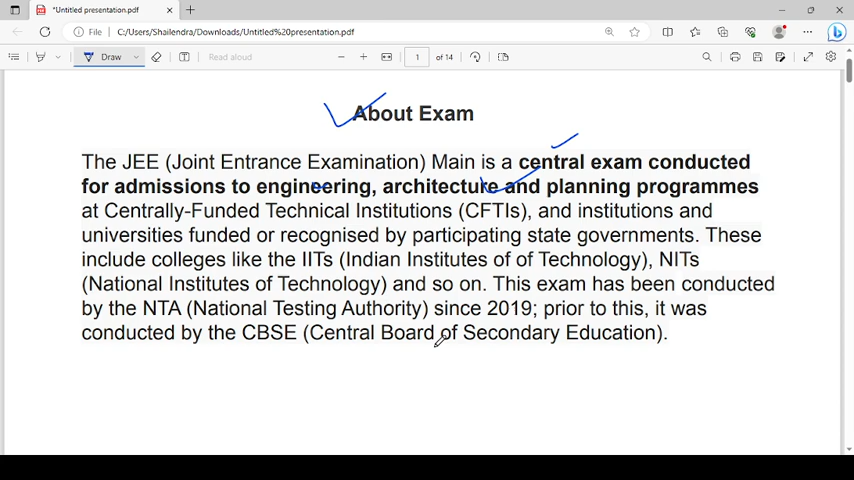 *Untitled presentation.pdf
File
C:/Users/Shailendra/Downloads/Untitled%20presentation.pdf
Draw
Read aloud
1 of 14
About Exam
The JEE (Joint Entrance Examination) Main is a central exam conducted
for admissions to engineering, architecture and planning programmes
at Centrally-Funded Technical Institutions (CFTIs), and institutions and
universities funded or recognised by participating state governments. These
include colleges like the IITs (Indian Institutes of of Technology), NITs
(National Institutes of Technology) and so on. This exam has been conducted
by the NTA (National Testing Authority) since 2019; prior to this, it was
conducted by the CBSE (Central Board of Secondary Education).